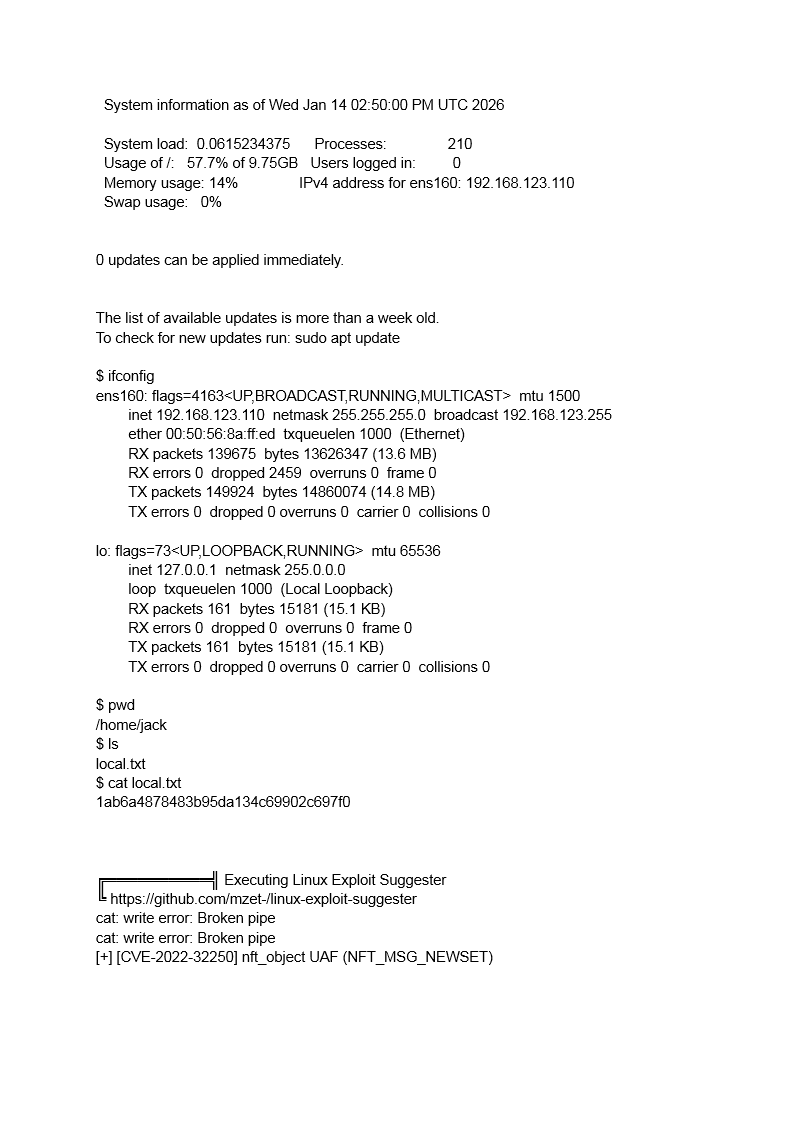 System information as of Wed Jan 14 02:50:00 PM UTC 2026
System load:  0.0615234375      Processes:               210
Usage of /:   57.7% of 9.75GB   Users logged in:         0
Memory usage: 14%               IPv4 address for ens160: 192.168.123.110
Swap usage:   0%
0 updates can be applied immediately.
The list of available updates is more than a week old.
To check for new updates run: sudo apt update
$ ifconfig
ens160: flags=4163<UP,BROADCAST,RUNNING,MULTICAST>  mtu 1500
inet 192.168.123.110  netmask 255.255.255.0  broadcast 192.168.123.255
ether 00:50:56:8a:ff:ed  txqueuelen 1000  (Ethernet)
RX packets 139675  bytes 13626347 (13.6 MB)
RX errors 0  dropped 2459  overruns 0  frame 0
TX packets 149924  bytes 14860074 (14.8 MB)
TX errors 0  dropped 0 overruns 0  carrier 0  collisions 0
lo: flags=73<UP,LOOPBACK,RUNNING>  mtu 65536
inet 127.0.0.1  netmask 255.0.0.0
loop  txqueuelen 1000  (Local Loopback)
RX packets 161  bytes 15181 (15.1 KB)
RX errors 0  dropped 0  overruns 0  frame 0
TX packets 161  bytes 15181 (15.1 KB)
TX errors 0  dropped 0 overruns 0  carrier 0  collisions 0
$ pwd
/home/jack
$ ls
local.txt
$ cat local.txt
1ab6a4878483b95da134c69902c697f0
╔══════════╣ Executing Linux Exploit Suggester
╚ https://github.com/mzet-/linux-exploit-suggester
cat: write error: Broken pipe
cat: write error: Broken pipe
[+] [CVE-2022-32250] nft_object UAF (NFT_MSG_NEWSET)